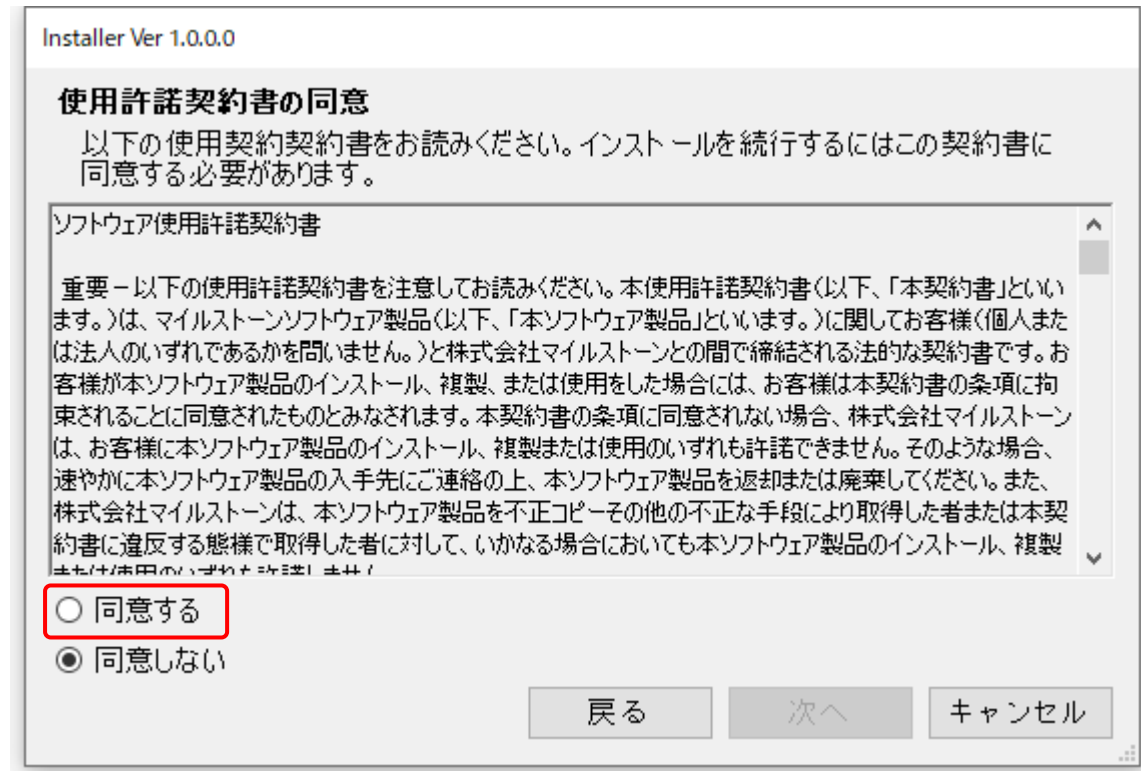 Installer Ver 1.0.0.0
使用許諾契約書の同意
以下の使用契約契約書をお読みください。インストールを続行するにはこの契約書に
同意する必要があります。
ソフトウェア使用許諾契約書
重要－以下の使用許諾契約書を注意してお読みください。本使用許諾契約書（以下、「本契約書」といい
ます。）は、マイルストーンソフトウェア製品（以下、「本ソフトウェア製品」といいます。）に関してお客様（個人また
は法人のいずれであるかを問いません。）と株式会社マイルストーンとの間で締結される法的な契約書です。お
客様が本ソフトウェア製品のインストール、複製、または使用をした場合には、お客様は本契約書の条項に拘
束されることに同意されたものとみなされます。本契約書の条項に同意されない場合、株式会社マイルストーン
は、お客様に本ソフトウェア製品のインストール、複製または使用のいずれも許諾できません。そのような場合、
速やかに本ソフトウェア製品の入手先にご連絡の上、本ソフトウェア製品を返却または廃棄してください。また、
株式会社マイルストーンは、本ソフトウェア製品を不正コピーその他の不正な手段により取得した者または本契
約書に違反する態様で取得した者に対して、いかなる場合においても本ソフトウェア製品のインストール、複製
または使用のいずれも許諾しません
同意する
同意しない
戻る
次へ
キャンセル